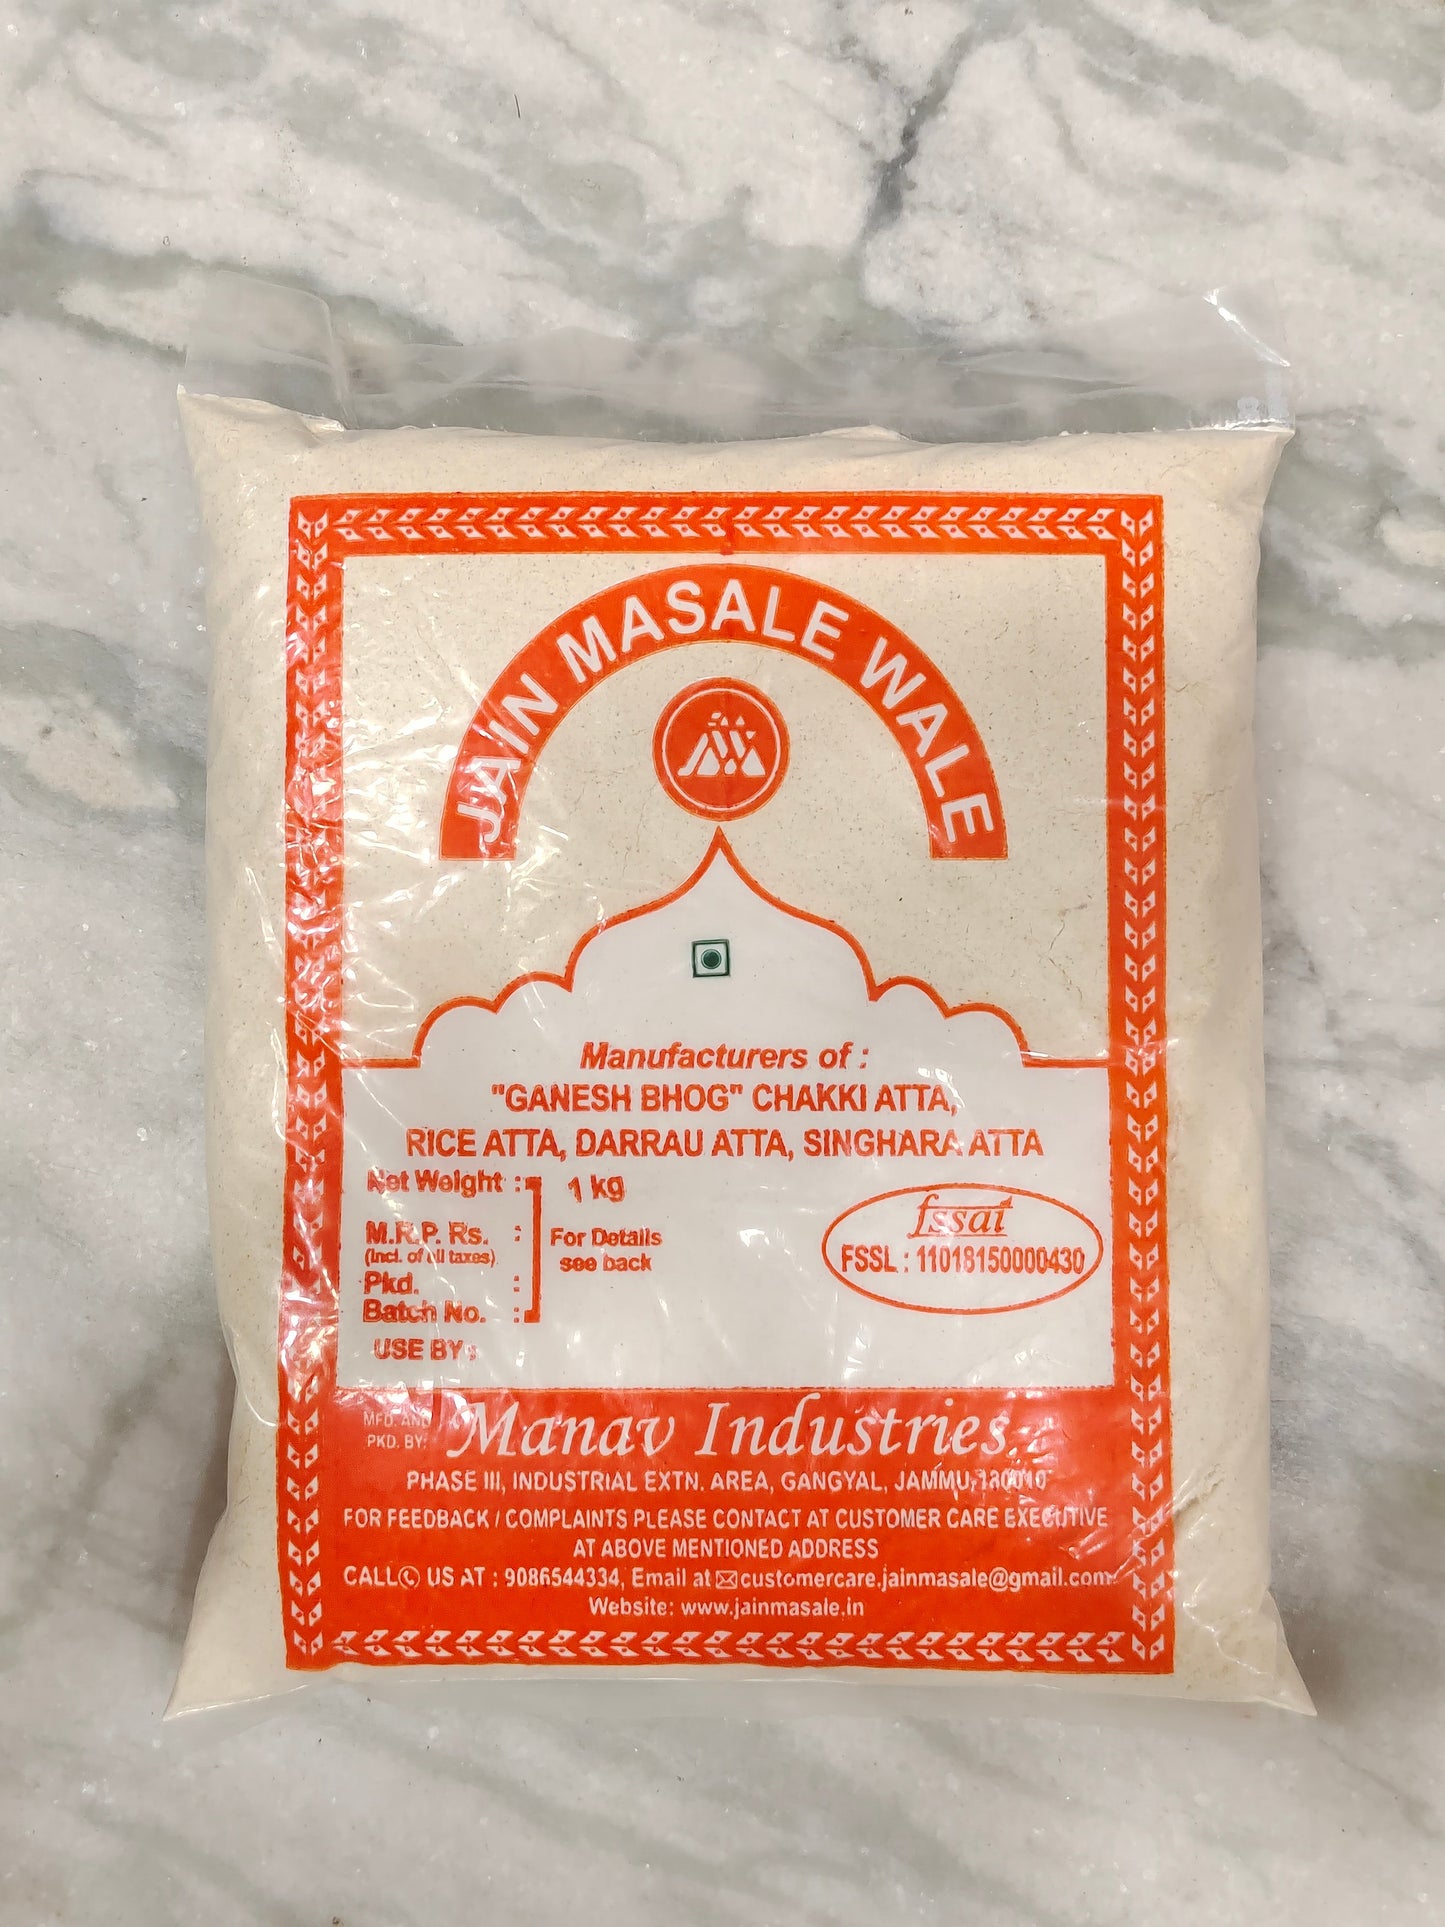 JAIN MASALE WALE
Manufacturers of :
"GANESH BHOG" CHAKKI ATTA,
RICE ATTA, DARRAU ATTA, SINGHARA ATTA
Net Weight : 1 kg
M.R.P. Rs. :
(Incl. of all taxes)
Pkd. :
Batch No. :
For Details
see back
USE BY :
fssai
FSSL : 11018150000430
MFD. AND
PKD. BY:
Manav Industries
PHASE III, INDUSTRIAL EXTN. AREA, GANGYAL, JAMMU-180010
FOR FEEDBACK / COMPLAINTS PLEASE CONTACT AT CUSTOMER CARE EXECUTIVE
AT ABOVE MENTIONED ADDRESS
CALL US AT : 9086544334, Email at customercare.jainmasale@gmail.com
Website: www.jainmasale.in